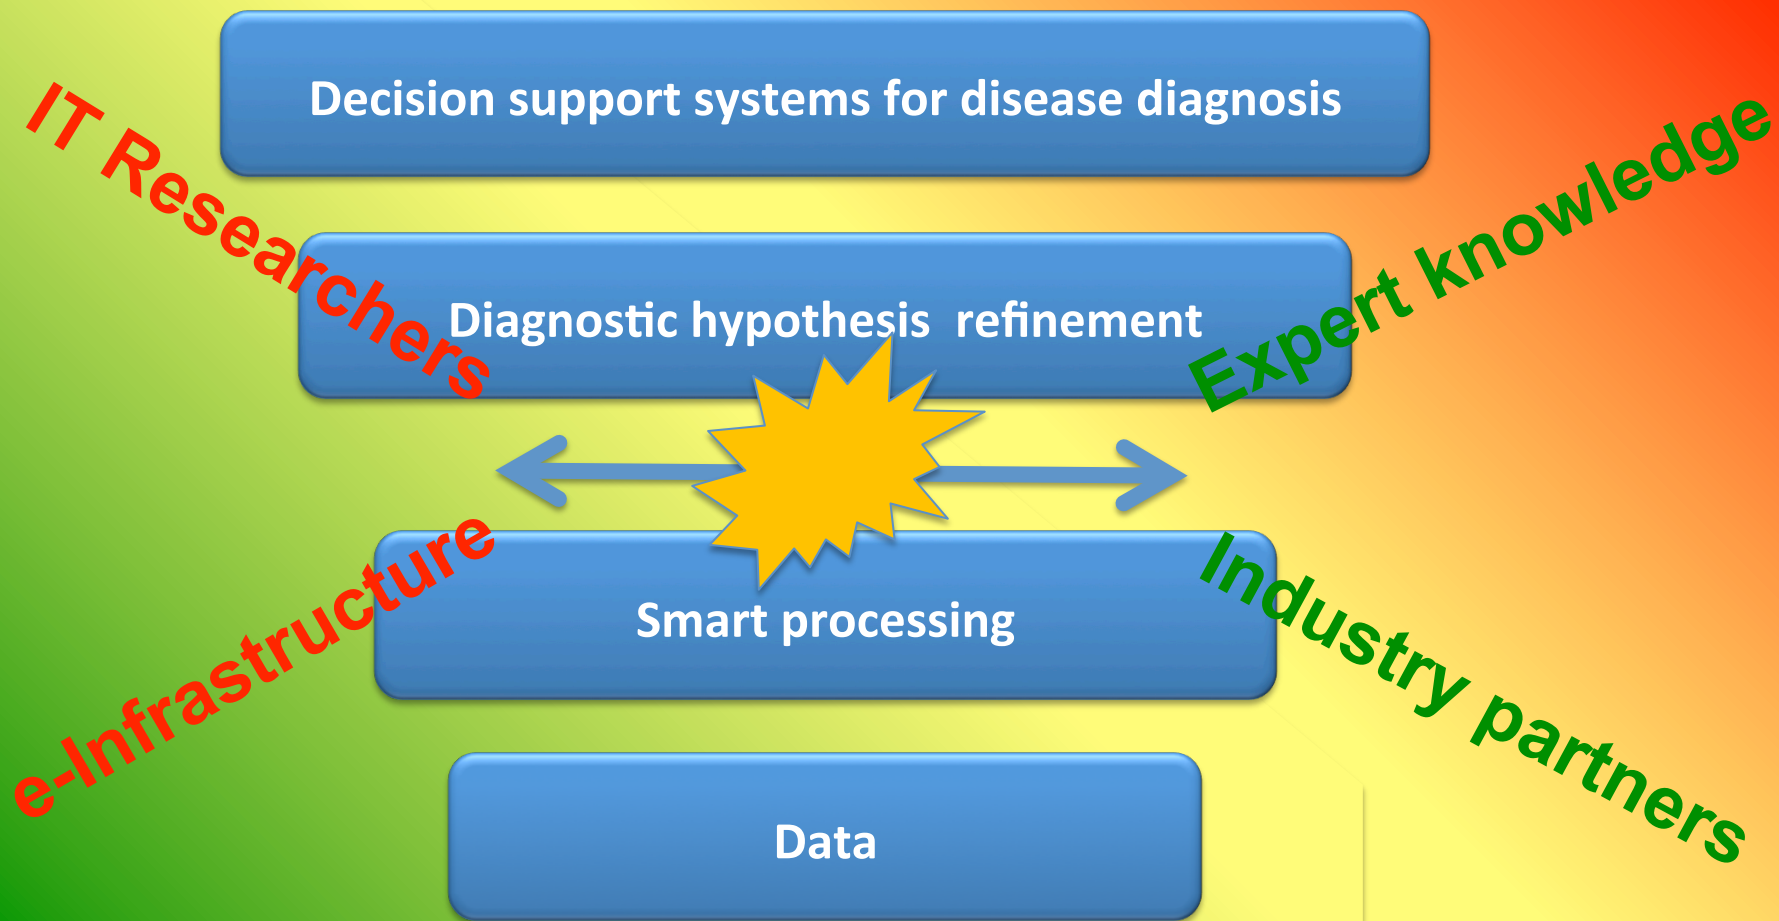 Decision support systems for disease diagnosis
IT Researchers
Expert knowledge
Diagnostic hypothesis refinement
e-Infrastructure
Smart processing
Industry partners
Data